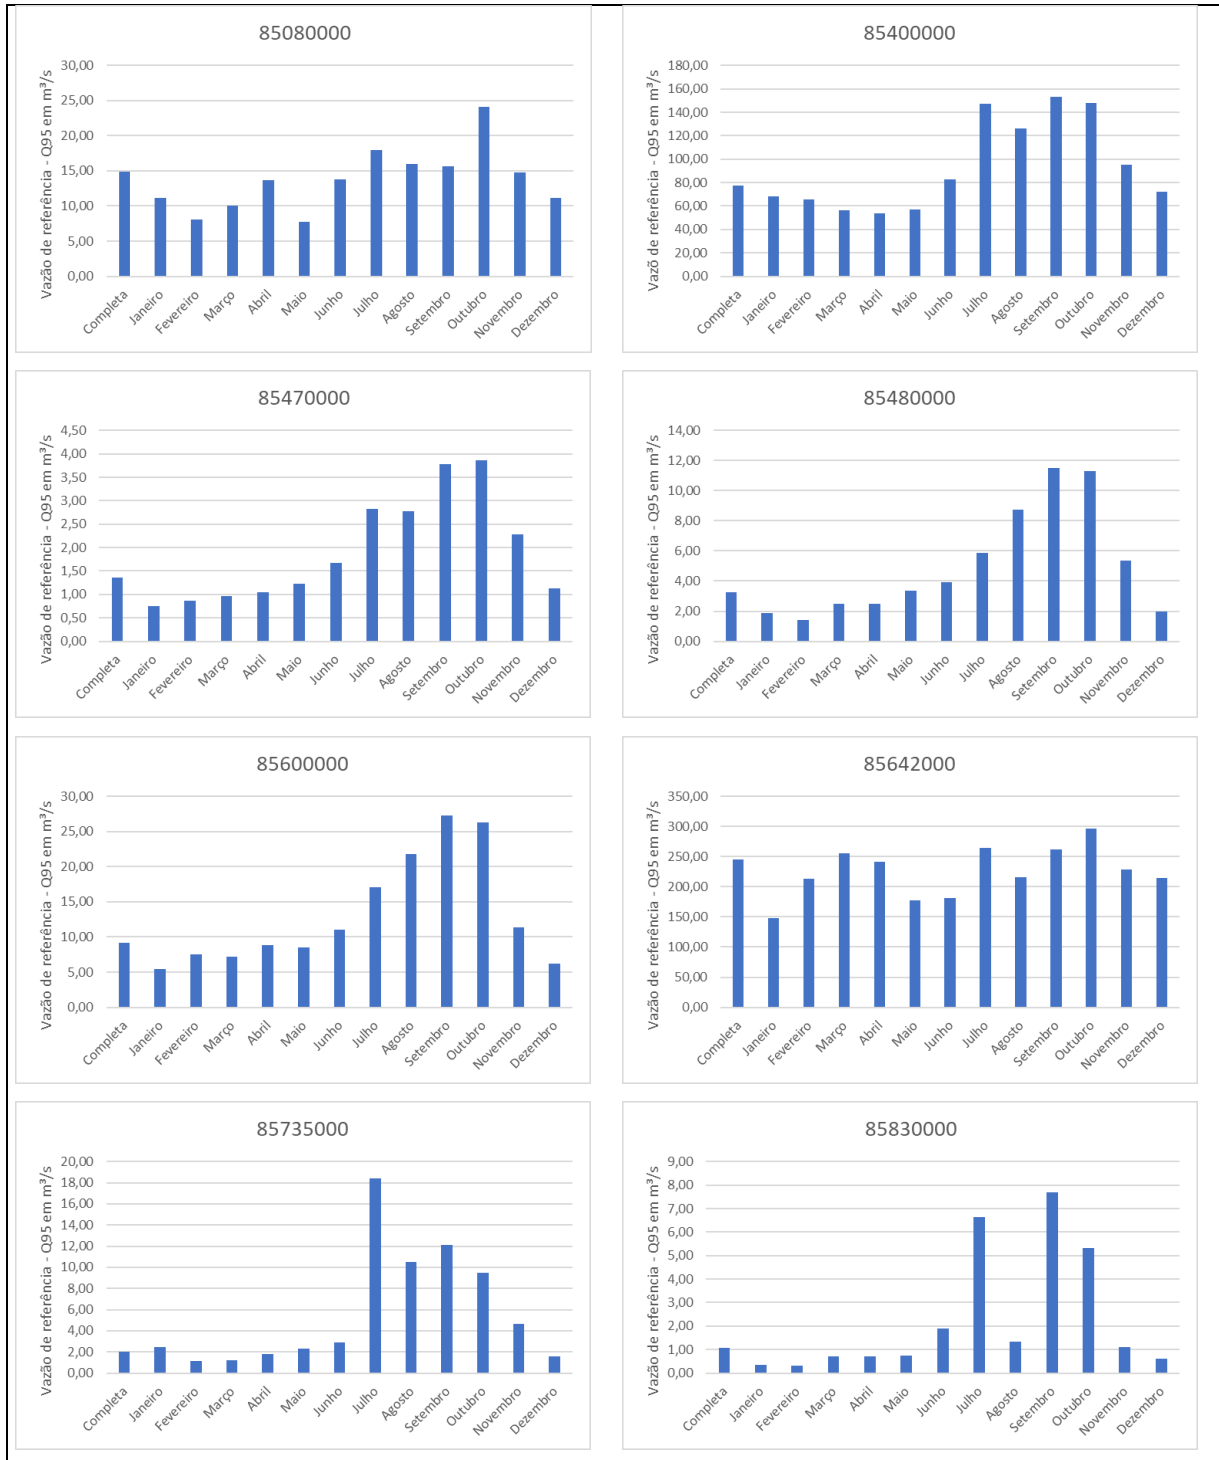 85080000
Vazão de referência - Q95 em m³/s
30,00
25,00
20,00
15,00
10,00
5,00
0,00
Completa
Janeiro
Fevereiro
Março
Abril
Maio
Junho
Julho
Agosto
Setembro
Outubro
Novembro
Dezembro
85400000
Vazõ de referência - Q95 em m³/s
180,00
160,00
140,00
120,00
100,00
80,00
60,00
40,00
20,00
0,00
Completa
Janeiro
Fevereiro
Março
Abril
Maio
Junho
Julho
Agosto
Setembro
Outubro
Novembro
Dezembro
85470000
Vazão de referência - Q95 em m³/s
4,50
4,00
3,50
3,00
2,50
2,00
1,50
1,00
0,50
0,00
Completa
Janeiro
Fevereiro
Março
Abril
Maio
Junho
Julho
Agosto
Setembro
Outubro
Novembro
Dezembro
85480000
Vazão de referência - Q95 em m³/s
14,00
12,00
10,00
8,00
6,00
4,00
2,00
0,00
Completa
Janeiro
Fevereiro
Março
Abril
Maio
Junho
Julho
Agosto
Setembro
Outubro
Novembro
Dezembro
85600000
Vazão de referência - Q95 em m³/s
30,00
25,00
20,00
15,00
10,00
5,00
0,00
Completa
Janeiro
Fevereiro
Março
Abril
Maio
Junho
Julho
Agosto
Setembro
Outubro
Novembro
Dezembro
85642000
Vazão de referência - Q95 em m³/s
350,00
300,00
250,00
200,00
150,00
100,00
50,00
0,00
Completa
Janeiro
Fevereiro
Março
Abril
Maio
Junho
Julho
Agosto
Setembro
Outubro
Novembro
Dezembro
85735000
Vazão de referência - Q95 em m³/s
20,00
18,00
16,00
14,00
12,00
10,00
8,00
6,00
4,00
2,00
0,00
Completa
Janeiro
Fevereiro
Março
Abril
Maio
Junho
Julho
Agosto
Setembro
Outubro
Novembro
Dezembro
85830000
Vazão de referência - Q95 em m³/s
9,00
8,00
7,00
6,00
5,00
4,00
3,00
2,00
1,00
0,00
Completa
Janeiro
Fevereiro
Março
Abril
Maio
Junho
Julho
Agosto
Setembro
Outubro
Novembro
Dezembro